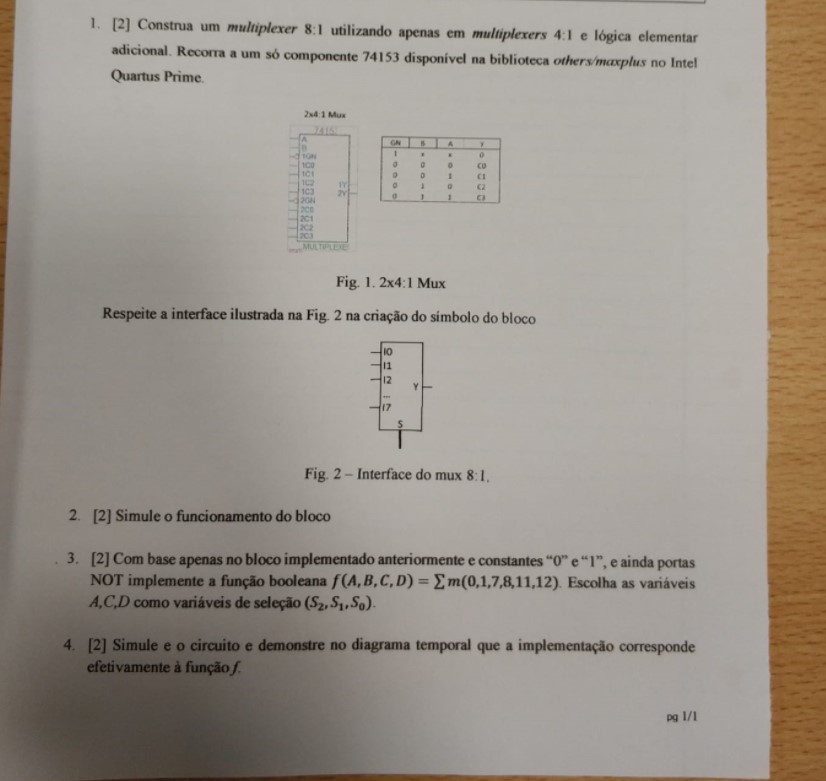 1. [2] Construa um multiplexer 8:1 utilizando apenas em multiplexers 4:1 e lógica elementar
adicional. Recorra a um só componente 74153 disponível na biblioteca others/maxplus no Intel
Quartus Prime.
2x4:1 Mux
A
B
1GN
1C0
1C1
1C2 1Y
1C3 2Y
2GN
2C0
2C1
2C2
2C3
MULTIPLEXER
GN B A Y
1 x x 0
0 0 0 C0
0 0 1 C1
0 1 0 C2
0 1 1 C3
Fig. 1. 2x4:1 Mux
Respeite a interface ilustrada na Fig. 2 na criação do símbolo do bloco
I0
I1
I2
Y
...
I7
S
Fig. 2 – Interface do mux 8:1.
2. [2] Simule o funcionamento do bloco
3. [2] Com base apenas no bloco implementado anteriormente e constantes “0” e “1”, e ainda portas
NOT implemente a função booleana f(A, B, C, D) = ∑ m(0,1,7,8,11,12). Escolha as variáveis
A,C,D como variáveis de seleção (S₂, S₁, S₀).
4. [2] Simule e o circuito e demonstre no diagrama temporal que a implementação corresponde
efetivamente à função f.
pg 1/1